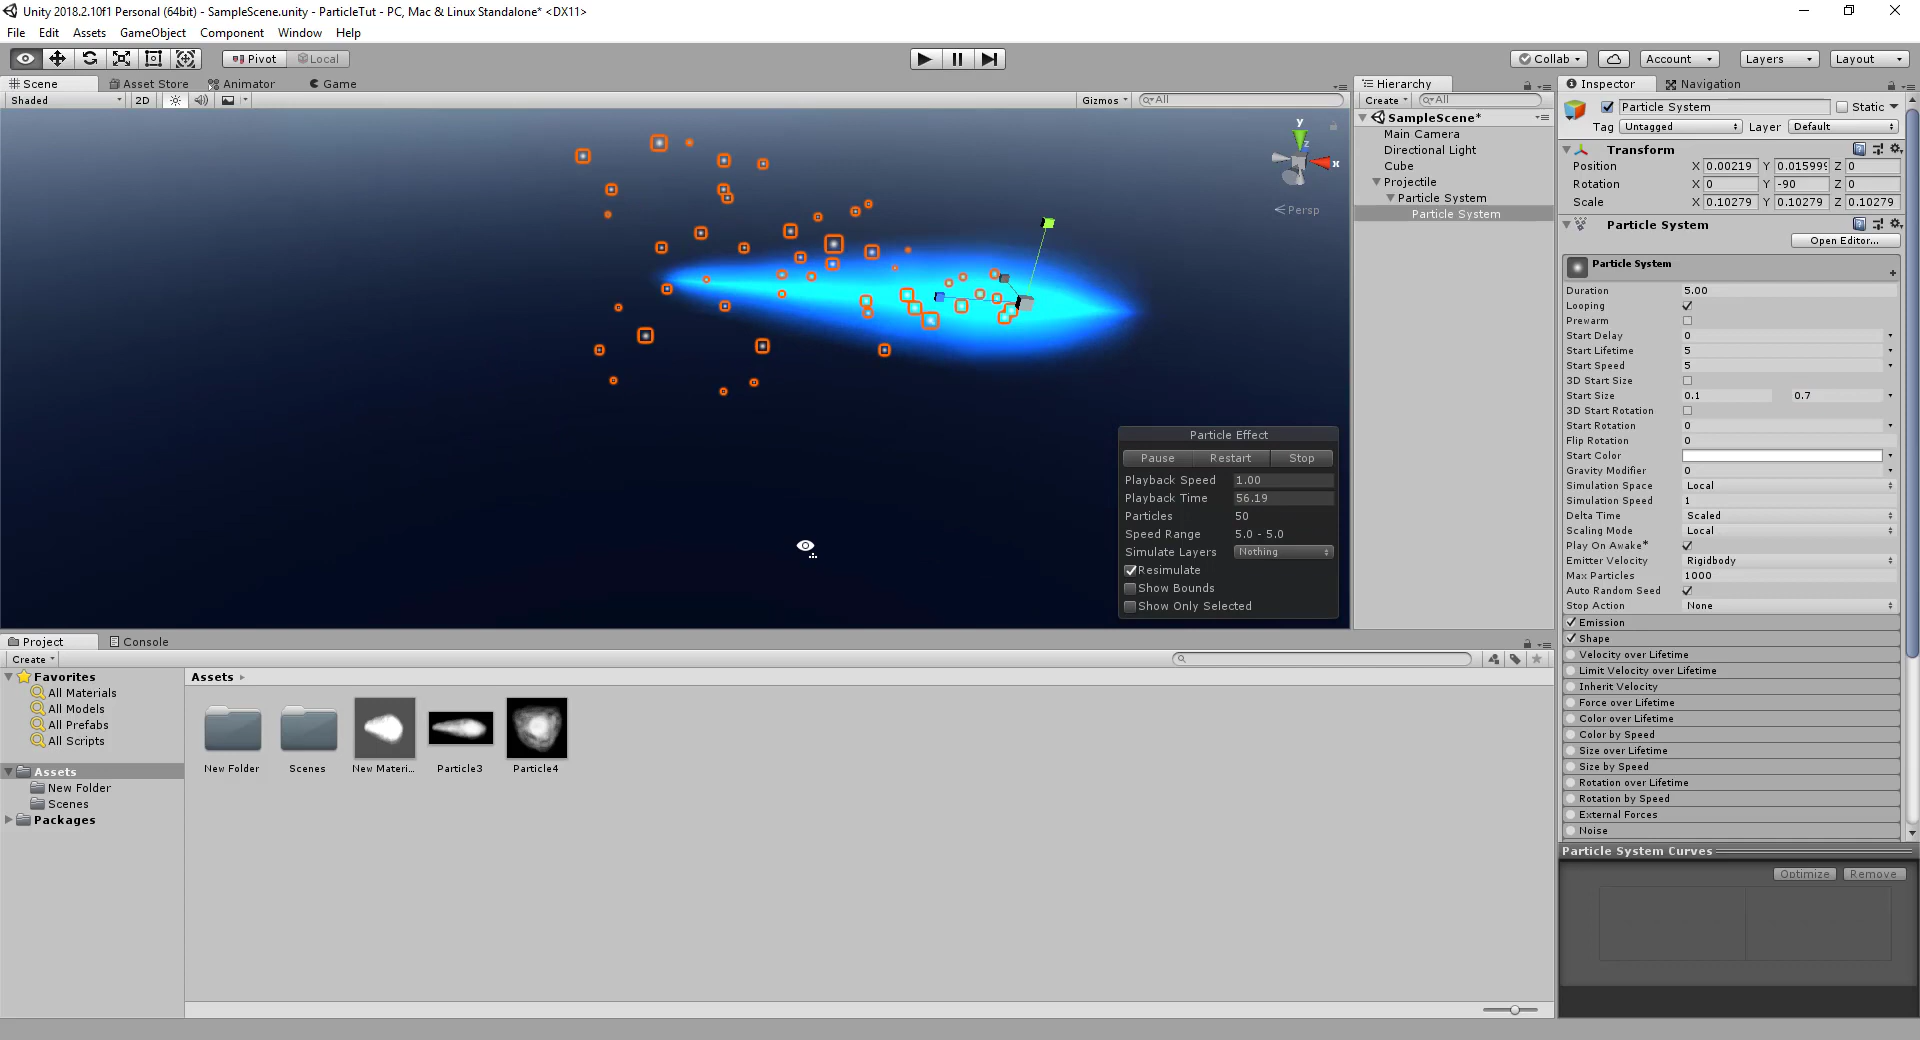 Unity 2018.2.10f1 Personal (64bit) - SampleScene.unity - ParticleTut - PC, Mac & Linux Standalone* <DX11>
File Edit Assets GameObject Component Window Help
Pivot Local Collab Account Layers Layout
Scene Asset Store Animator Game
Shaded 2D Gizmos All
y
z
x
Persp
Particle Effect
Pause Restart Stop
Playback Speed 1.00
Playback Time 56.19
Particles 50
Speed Range 5.0 - 5.0
Simulate Layers Nothing
Resimulate
Show Bounds
Show Only Selected
Hierarchy
Create All
SampleScene*
Main Camera
Directional Light
Cube
Projectile
Particle System
Particle System
Inspector Navigation
Particle System Static
Tag Untagged Layer Default
Transform
Position X 0.00219 Y 0.015999 Z 0
Rotation X 0 Y -90 Z 0
Scale X 0.10279 Y 0.10279 Z 0.10279
Particle System
Open Editor...
Particle System
Duration 5.00
Looping
Prewarm
Start Delay 0
Start Lifetime 5
Start Speed 5
3D Start Size
Start Size 0.1 0.7
3D Start Rotation
Start Rotation 0
Flip Rotation 0
Start Color
Gravity Modifier 0
Simulation Space Local
Simulation Speed 1
Delta Time Scaled
Scaling Mode Local
Play On Awake*
Emitter Velocity Rigidbody
Max Particles 1000
Auto Random Seed
Stop Action None
Emission
Shape
Velocity over Lifetime
Limit Velocity over Lifetime
Inherit Velocity
Force over Lifetime
Color over Lifetime
Color by Speed
Size over Lifetime
Size by Speed
Rotation over Lifetime
Rotation by Speed
External Forces
Noise
Particle System Curves
Optimize Remove
Project Console
Create
Favorites
All Materials
All Models
All Prefabs
All Scripts
Assets
New Folder
Scenes
Packages
Assets
New Folder Scenes New Materi... Particle3 Particle4